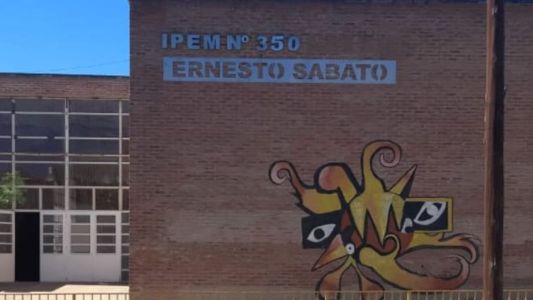 IPEM Nº 350
ERNESTO SABATO